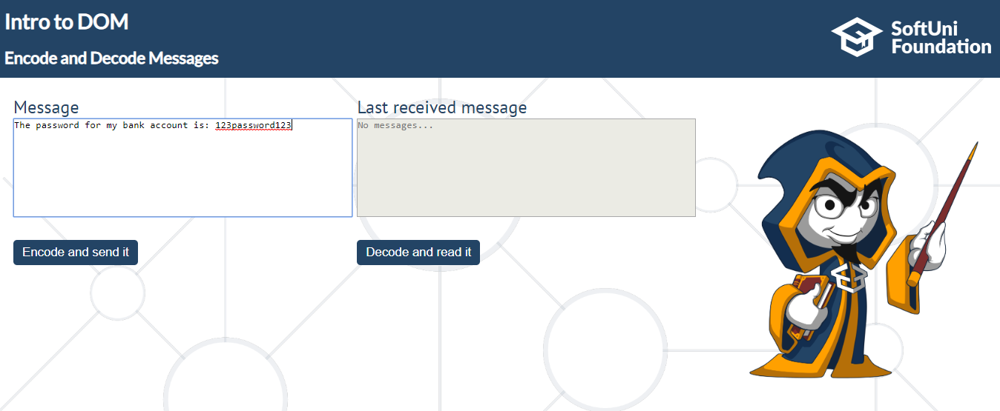 Intro to DOM
SoftUni
Foundation
Encode and Decode Messages
Message
Last received message
The password for my bank account is: 123password123
No messages...
Encode and send it
Decode and read it